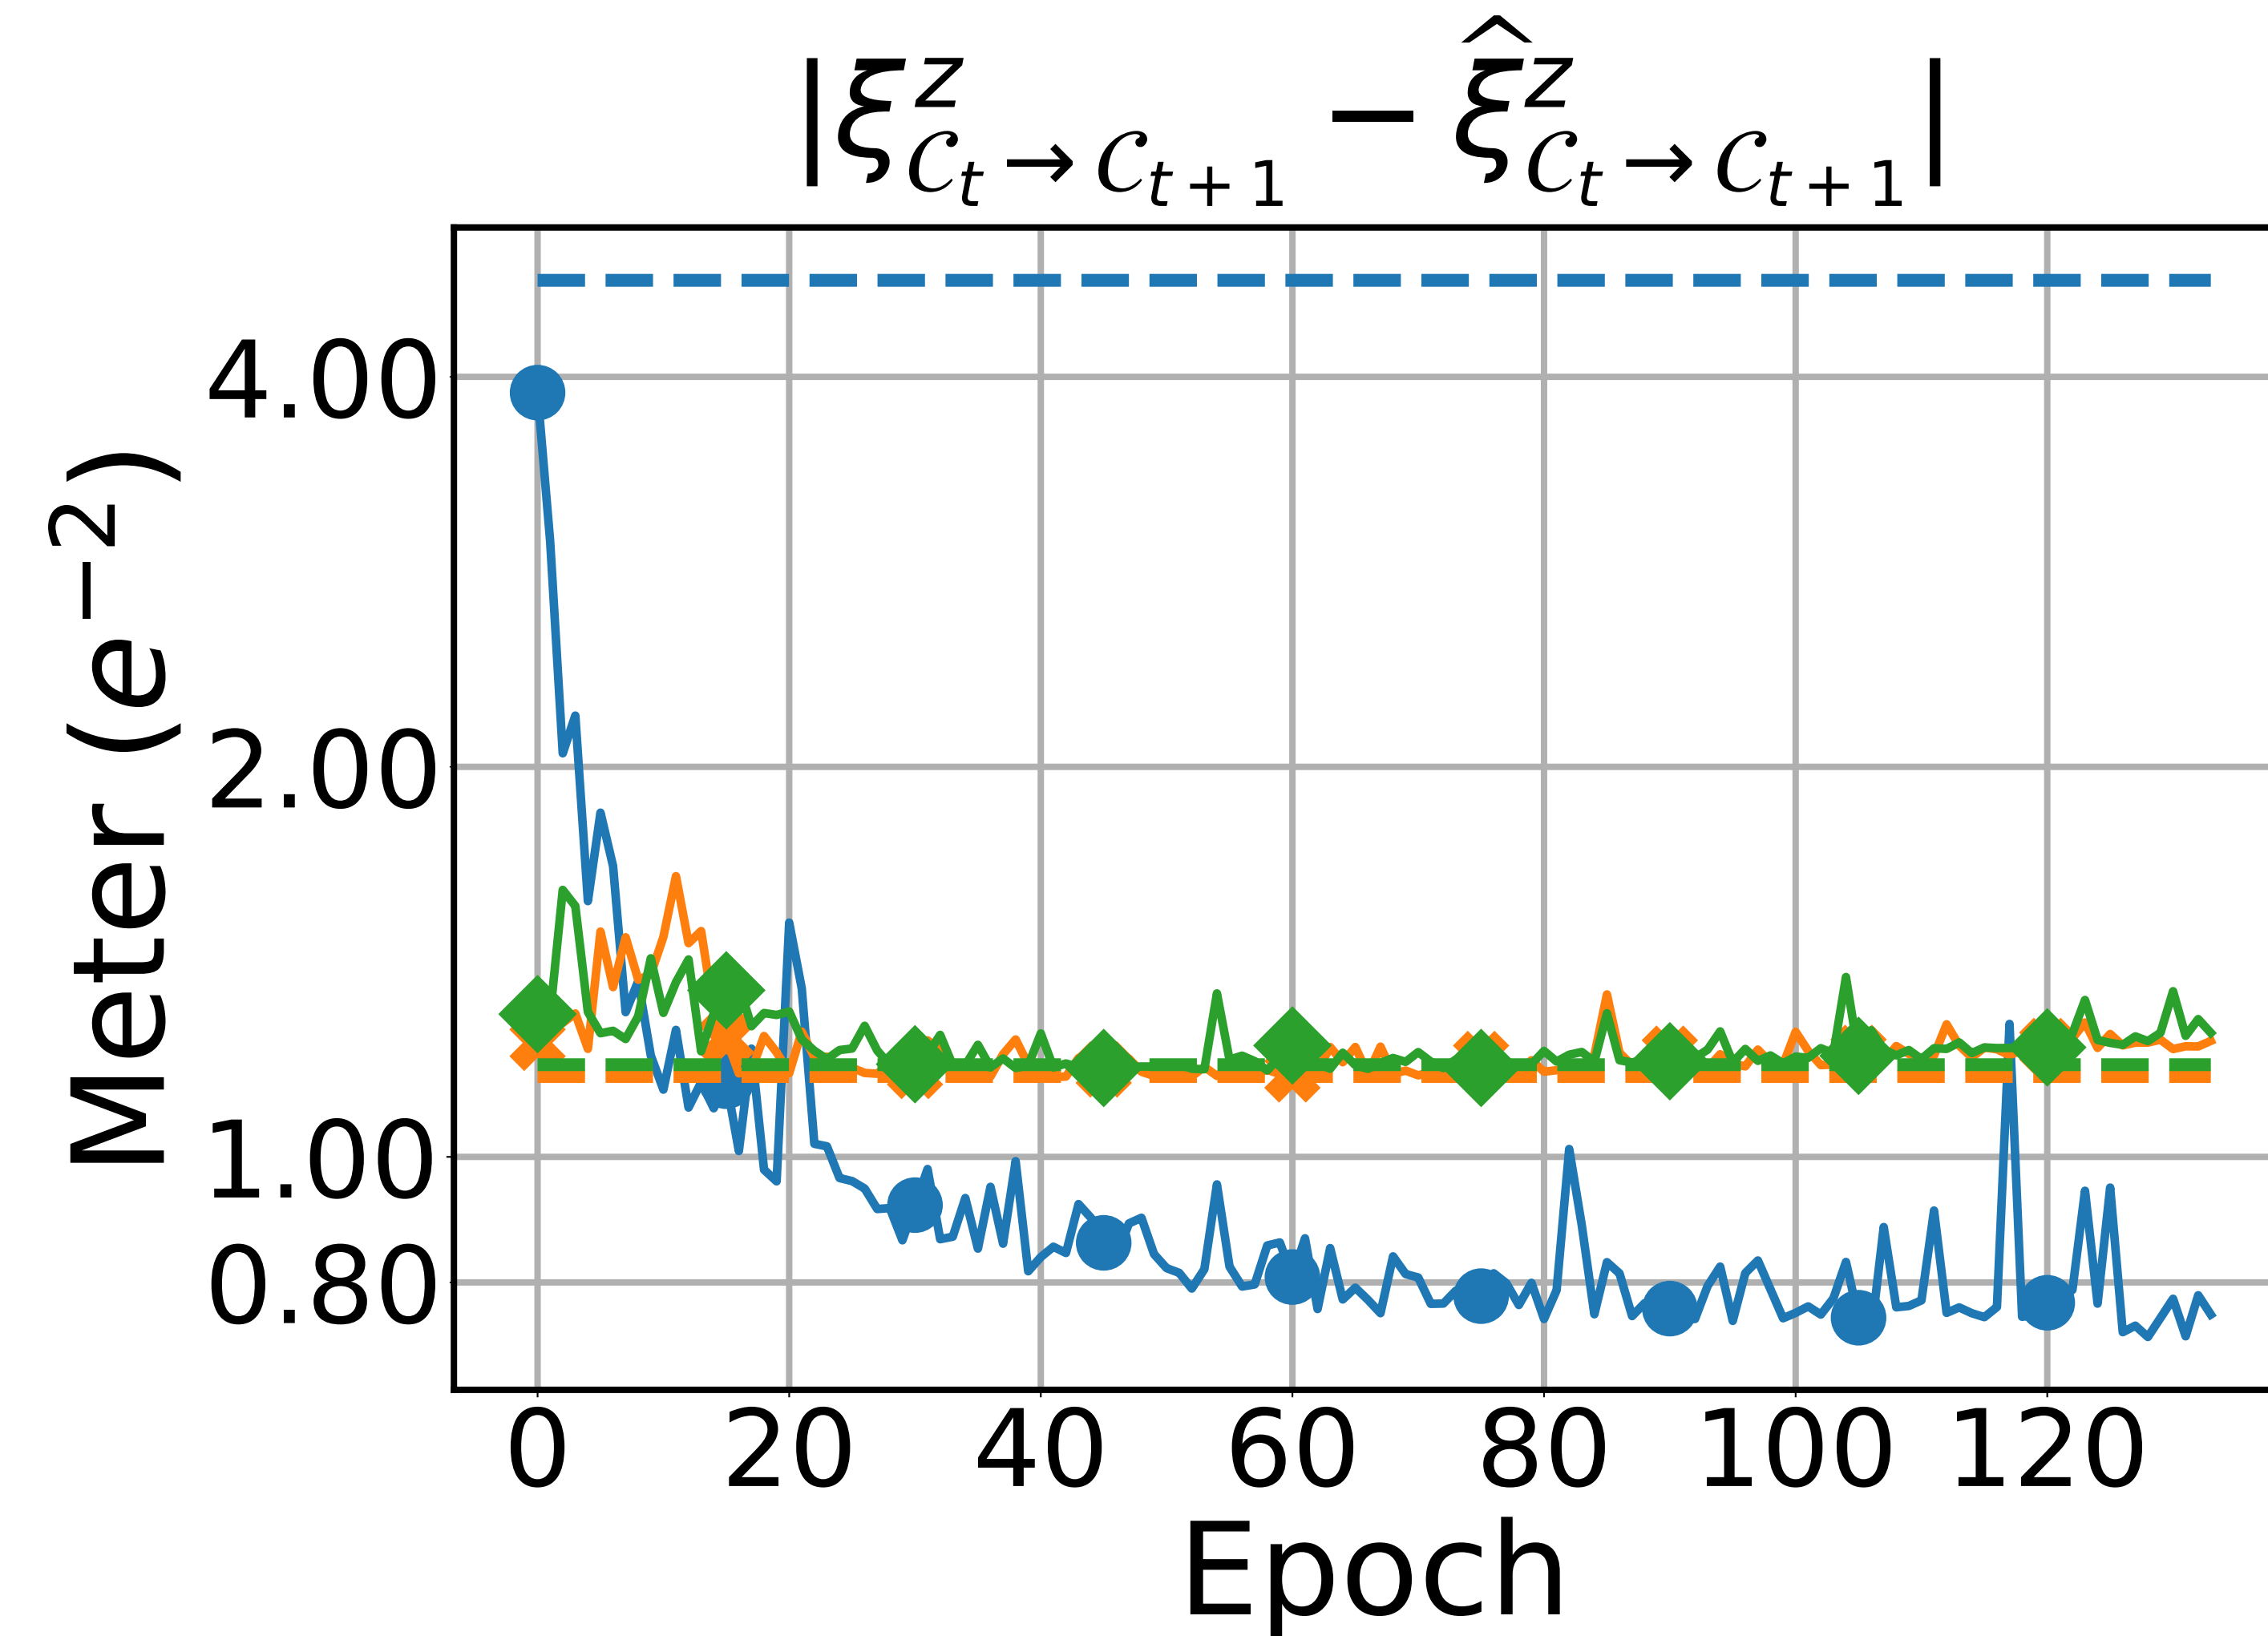 |ξ^z_{𝒞_t → 𝒞_{t+1}} − \hat{ξ}^z_{𝒞_t → 𝒞_{t+1}}|
Meter (e⁻²)
4.00
2.00
1.00
0.80
0 20 40 60 80 100 120
Epoch